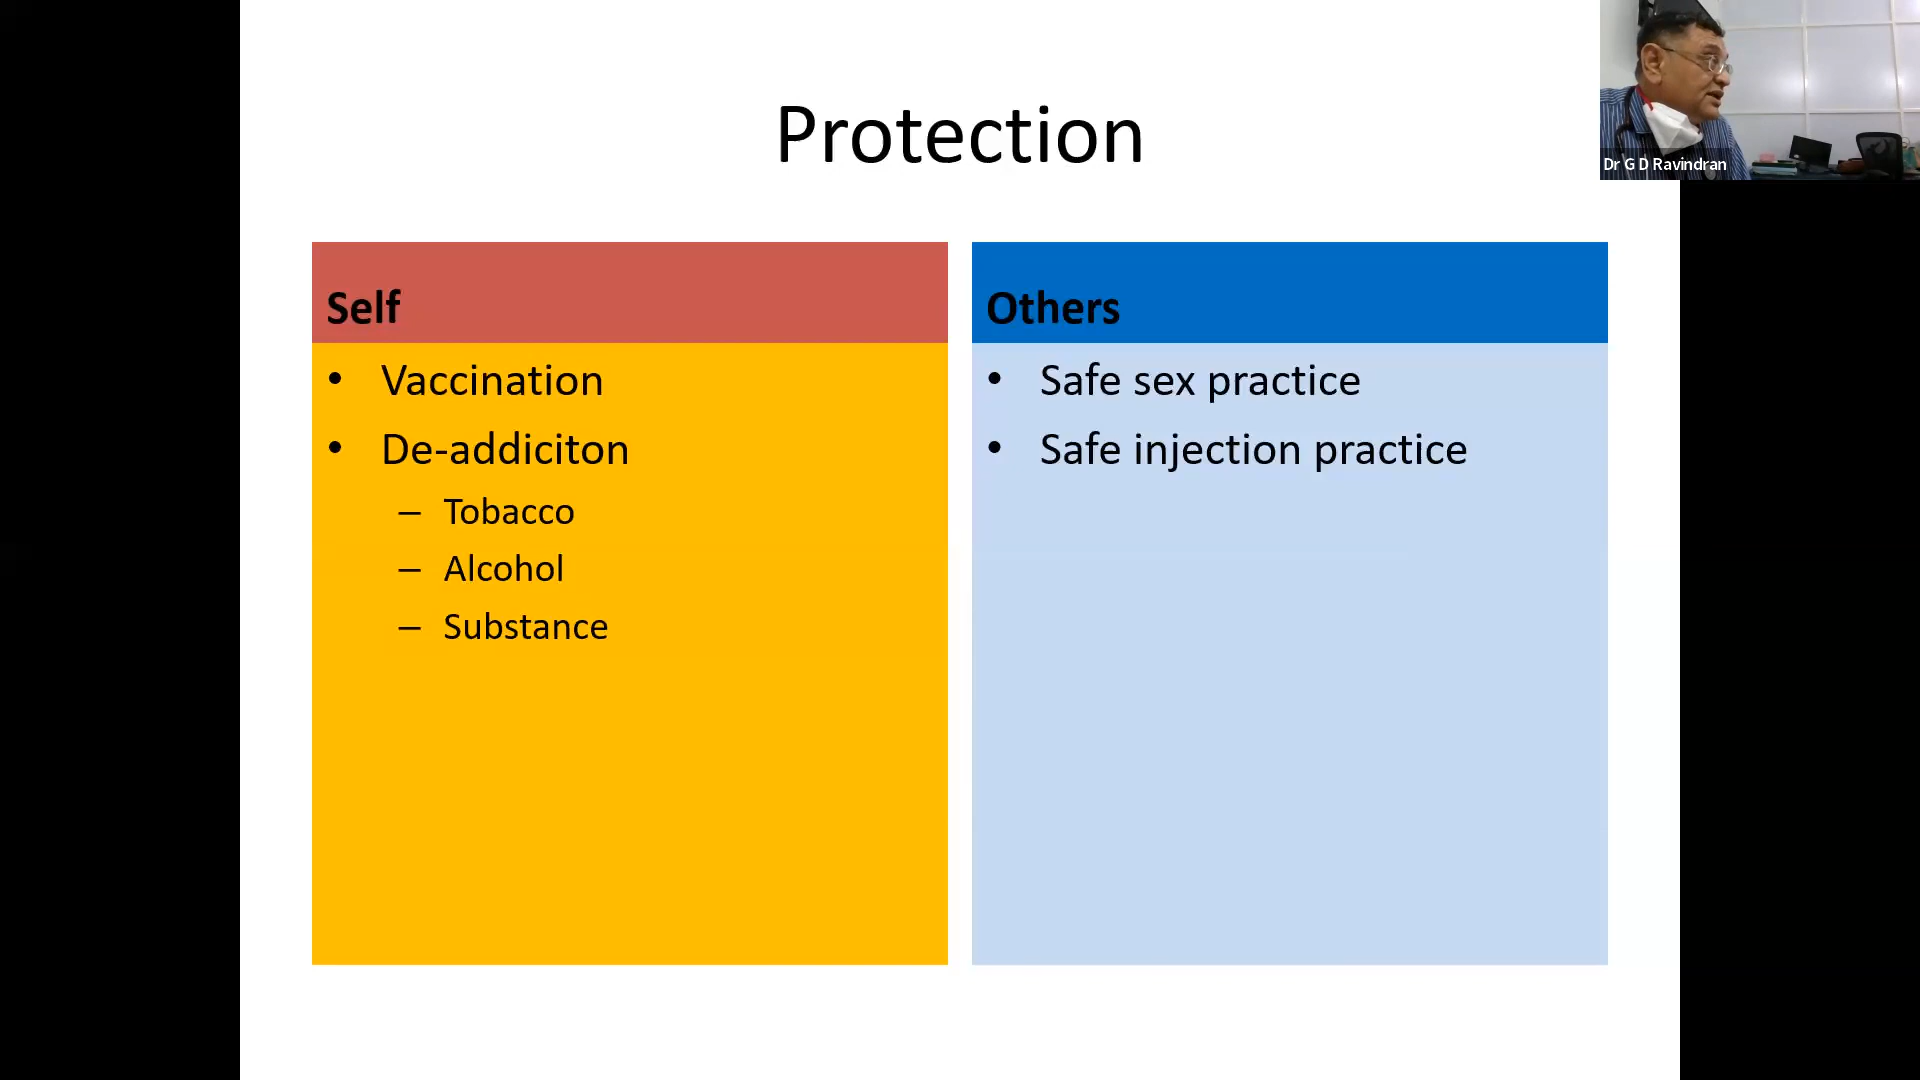 Protection
Dr G D Ravindran
Self
• Vaccination
• De-addiciton
– Tobacco
– Alcohol
– Substance
Others
• Safe sex practice
• Safe injection practice